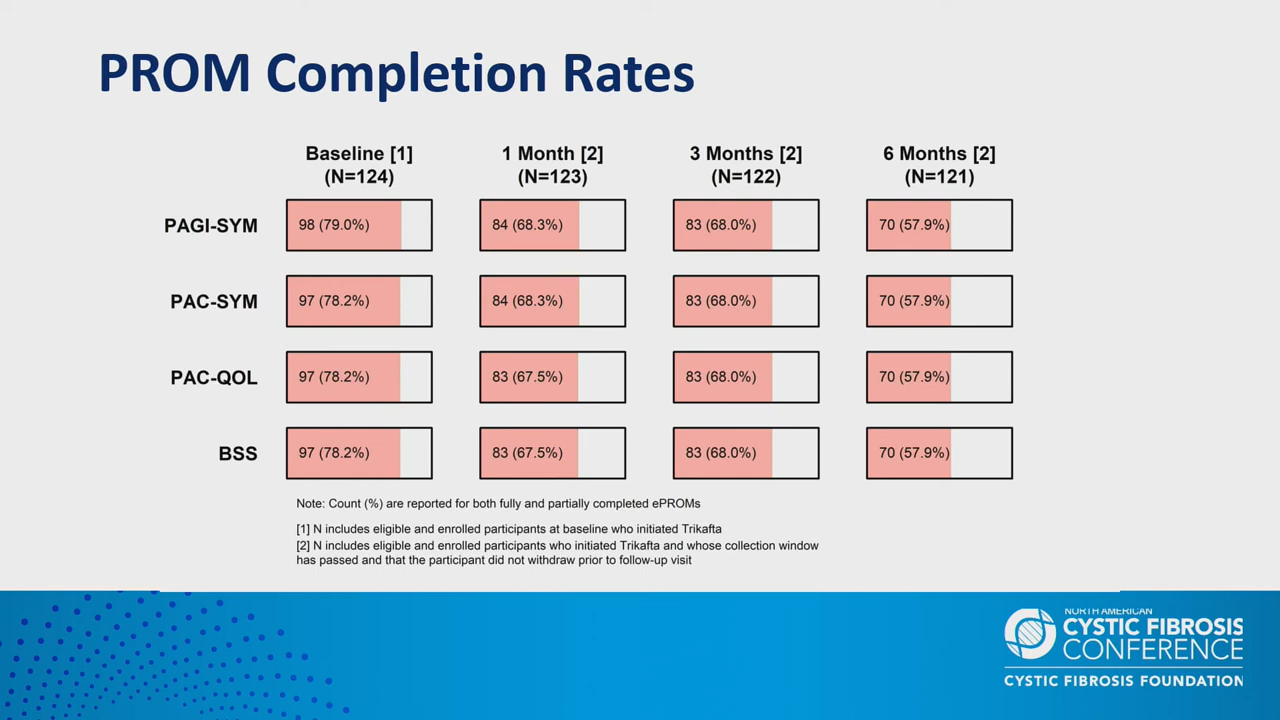 PROM Completion Rates
Baseline [1] 1 Month [2] 3 Months [2] 6 Months [2]
(N=124) (N=123) (N=122) (N=121)
PAGI-SYM 98 (79.0%) 84 (68.3%) 83 (68.0%) 70 (57.9%)
PAC-SYM 97 (78.2%) 84 (68.3%) 83 (68.0%) 70 (57.9%)
PAC-QOL 97 (78.2%) 83 (67.5%) 83 (68.0%) 70 (57.9%)
BSS 97 (78.2%) 83 (67.5%) 83 (68.0%) 70 (57.9%)
Note: Count (%) are reported for both fully and partially completed ePROMs
[1] N includes eligible and enrolled participants at baseline who initiated Trikafta
[2] N includes eligible and enrolled participants who initiated Trikafta and whose collection window
has passed and that the participant did not withdraw prior to follow-up visit
NORTH AMERICAN
CYSTIC FIBROSIS
CONFERENCE
CYSTIC FIBROSIS FOUNDATION